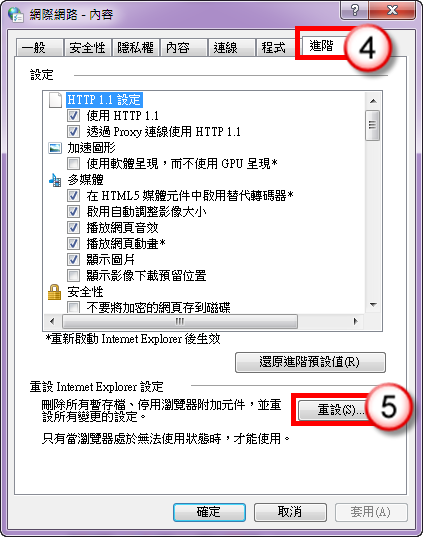 網際網路 - 內容
一般 安全性 隱私權 內容 連線 程式 進階 4
設定
HTTP 1.1 設定
使用 HTTP 1.1
透過 Proxy 連線使用 HTTP 1.1
加速圖形
使用軟體呈現，而不使用 GPU 呈現*
多媒體
在 HTML5 媒體元件中啟用替代轉碼器*
啟用自動調整影像大小
播放網頁音效
播放網頁動畫*
顯示圖片
顯示影像下載預留位置
安全性
不要將加密的網頁存到磁碟
*重新啟動 Internet Explorer 後生效
還原進階預設值(R)
重設 Internet Explorer 設定
刪除所有暫存檔、停用瀏覽器附加元件，並重
設所有變更的設定。
重設(S)... 5
只有當瀏覽器處於無法使用狀態時，才能使用。
確定 取消 套用(A)